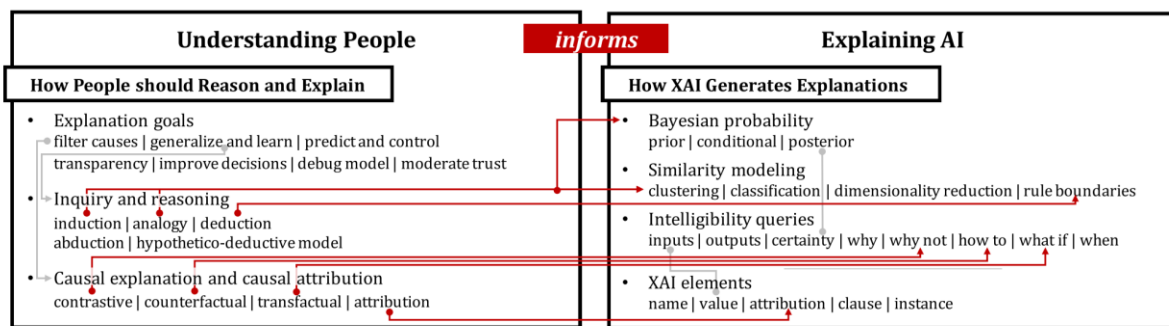 Understanding People
informs
Explaining AI
How People should Reason and Explain
• Explanation goals
filter causes | generalize and learn | predict and control
transparency | improve decisions | debug model | moderate trust
• Inquiry and reasoning
induction | analogy | deduction
abduction | hypothetico-deductive model
• Causal explanation and causal attribution
contrastive | counterfactual | transfactual | attribution
How XAI Generates Explanations
• Bayesian probability
prior | conditional | posterior
• Similarity modeling
clustering | classification | dimensionality reduction | rule boundaries
• Intelligibility queries
inputs | outputs | certainty | why | why not | how to | what if | when
• XAI elements
name | value | attribution | clause | instance